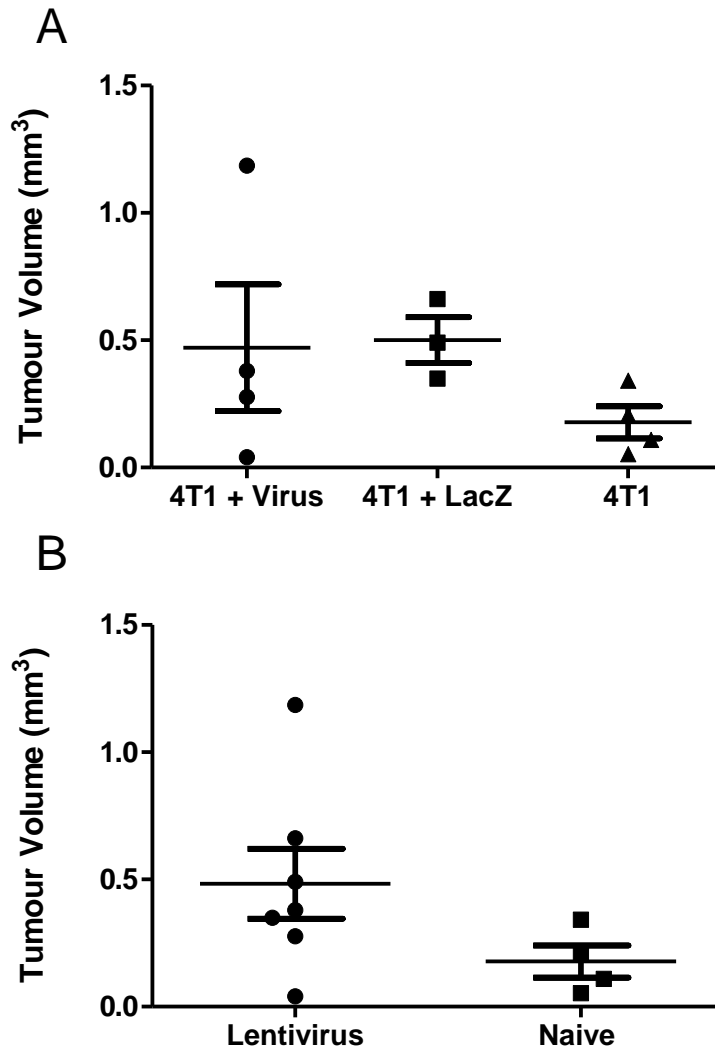 A
Tumour Volume (mm³)
1.5
1.0
0.5
0.0
4T1 + Virus 4T1 + LacZ 4T1
B
Tumour Volume (mm³)
1.5
1.0
0.5
0.0
Lentivirus Naive